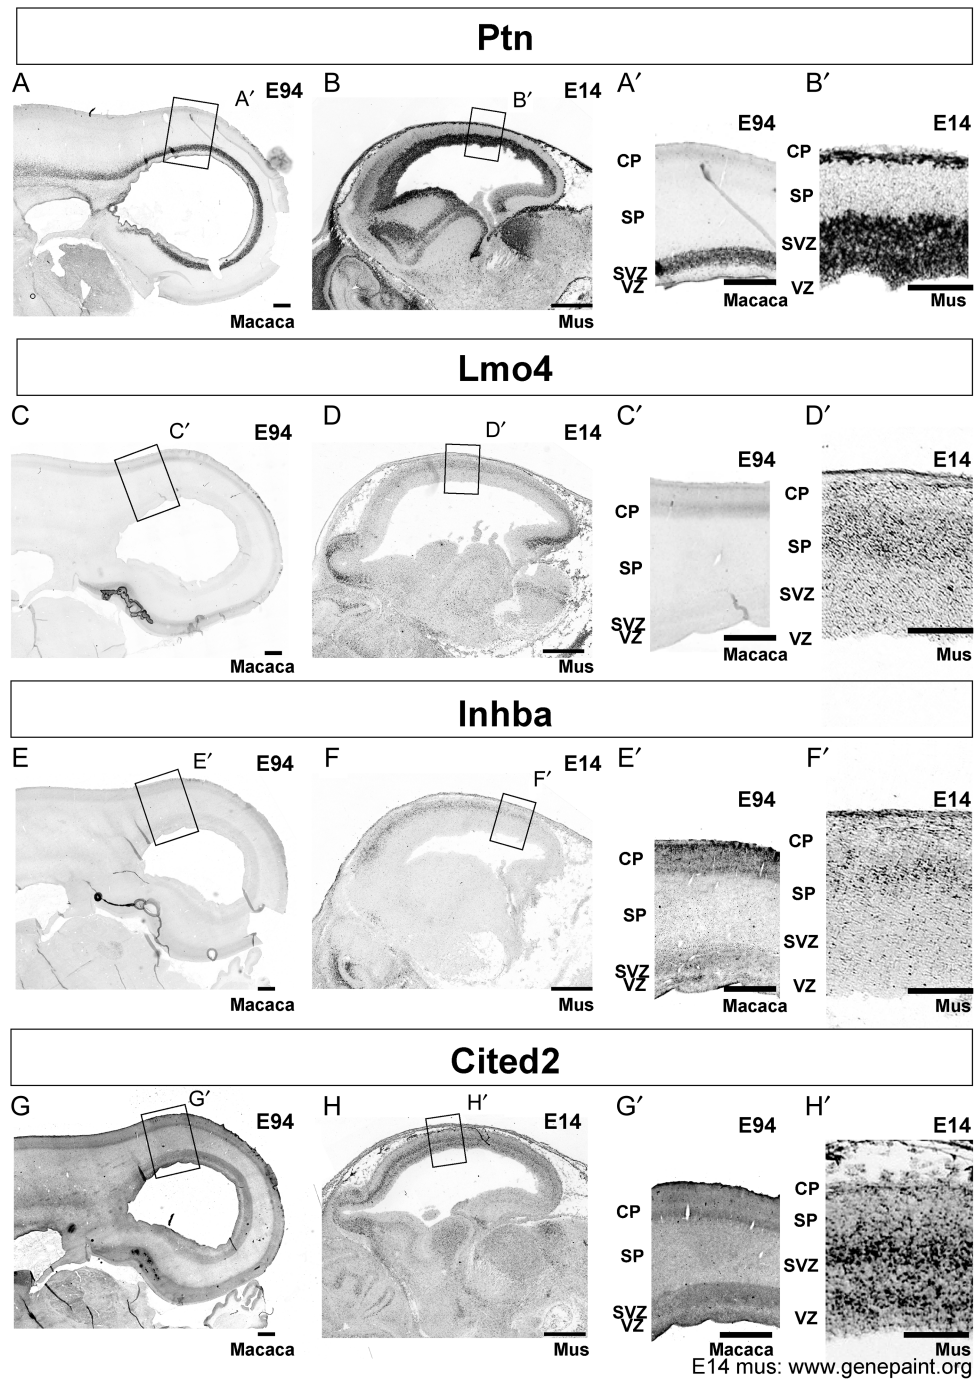 Ptn
A A′ E94 B B′ E14 A′ B′
E94 E14
CP CP
SP SP
SVZ SVZ
VZ VZ
Macaca Mus Macaca Mus
Lmo4
C C′ E94 D D′ E14 C′ D′
E94 E14
CP CP
SP SP
SVZ SVZ
VZ VZ
Macaca Mus Macaca Mus
Inhba
E E′ E94 F F′ E14 E′ F′
E94 E14
CP CP
SP SP
SVZ SVZ
VZ VZ
Macaca Mus Macaca Mus
Cited2
G G′ E94 H H′ E14 G′ H′
E94 E14
CP CP
SP SP
SVZ SVZ
VZ VZ
Macaca Mus Macaca Mus
E14 mus: www.genepaint.org